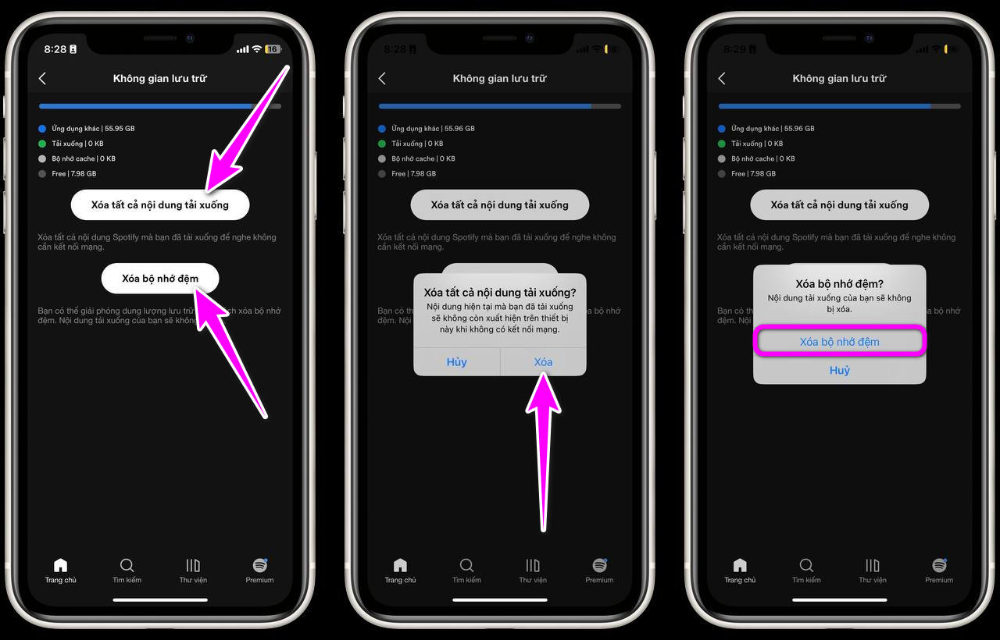 8:28
16
Không gian lưu trữ
Ứng dụng khác | 55.95 GB
Tải xuống | 0 KB
Bộ nhớ cache | 0 KB
Free | 7.98 GB
Xóa tất cả nội dung tải xuống
Xóa tất cả nội dung Spotify mà bạn đã tải xuống để nghe không
cần kết nối mạng.
Xóa bộ nhớ đệm
Bạn có thể giải phóng dung lượng lưu trữ ch xóa bộ nhớ
đệm. Nội dung tải xuống của bạn sẽ khôn
Trang chủ
Tìm kiếm
Thư viện
Premium
8:28
Không gian lưu trữ
Ứng dụng khác | 55.96 GB
Tải xuống | 0 KB
Bộ nhớ cache | 0 KB
Free | 7.98 GB
Xóa tất cả nội dung tải xuống
Xóa tất cả nội dung Spotify mà bạn đã tải xuống để nghe không
cần kết nối mạng.
Bạn có th a bộ nhớ
đệm. Nội
Xóa tất cả nội dung tải xuống?
Nội dung hiện tại mà bạn đã tải xuống
sẽ không còn xuất hiện trên thiết bị
này khi không có kết nối mạng.
Hủy
Xóa
Trang chủ
Tìm kiếm
Thư viện
Premium
8:29
Không gian lưu trữ
Ứng dụng khác | 55.96 GB
Tải xuống | 0 KB
Bộ nhớ cache | 0 KB
Free | 7.98 GB
Xóa tất cả nội dung tải xuống
Xóa tất cả nội dung Spotify mà bạn đã tải xuống để nghe không
cần kết nối mạng.
Bạn có th a bộ nhớ
đệm. Nội
Xóa bộ nhớ đệm?
Nội dung tải xuống của bạn sẽ không
bị xóa.
Xóa bộ nhớ đệm
Huỷ
Trang chủ
Tìm kiếm
Thư viện
Premium